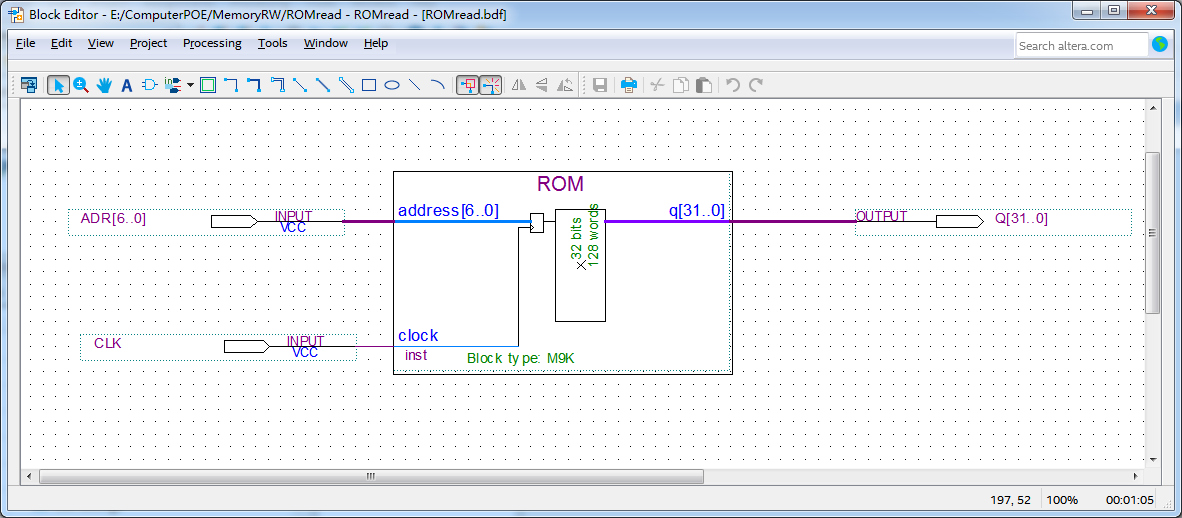 Block Editor - E:/ComputerPOE/MemoryRW/ROMread - ROMread - [ROMread.bdf]
File Edit View Project Processing Tools Window Help
Search altera.com
ROM
ADR[6..0] INPUT VCC
address[6..0]
q[31..0]
OUTPUT Q[31..0]
32 bits
128 words
CLK INPUT VCC
clock
inst
Block type: M9K
197, 52 100% 00:01:05